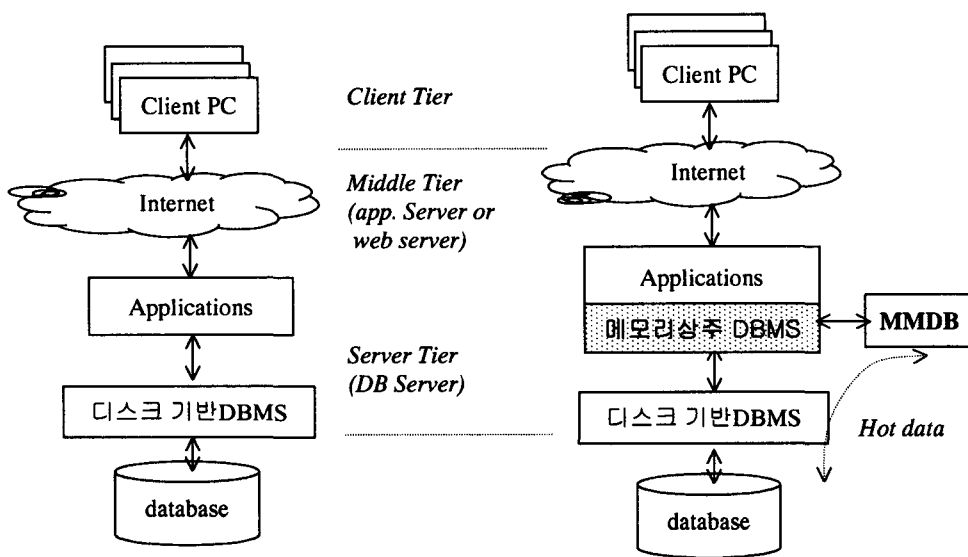 Client PC
Internet
Applications
디스크 기반DBMS
database
Client Tier
Middle Tier
(app. Server or
web server)
Server Tier
(DB Server)
Client PC
Internet
Applications
메모리상주 DBMS
MMDB
디스크 기반DBMS
Hot data
database